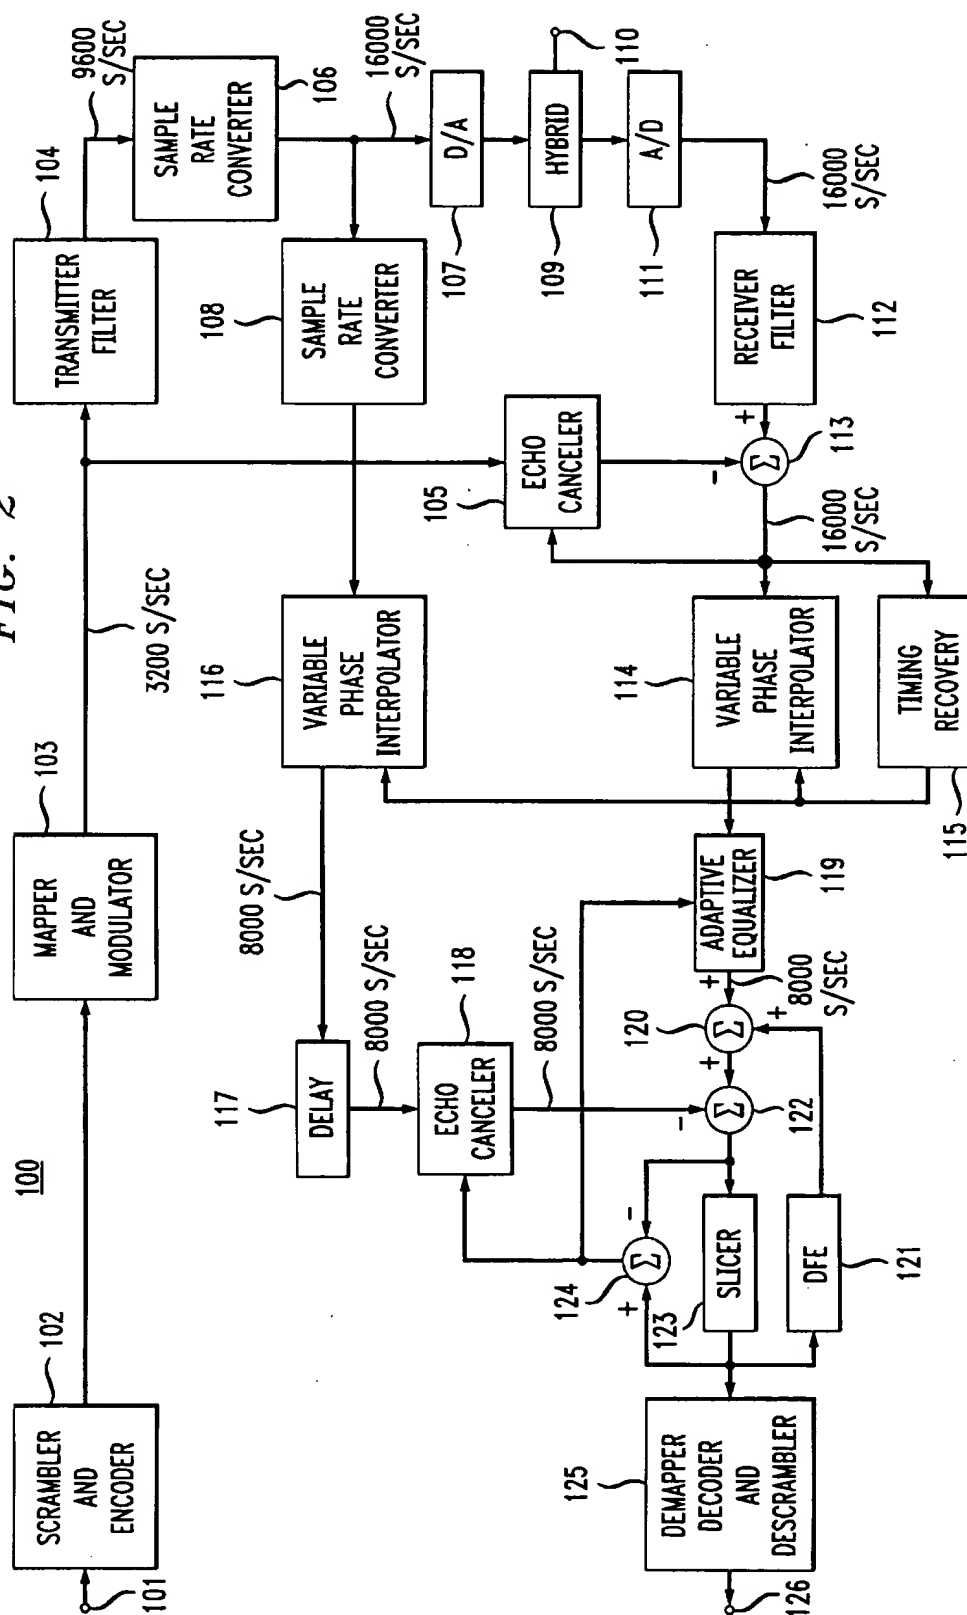 FIG. 2
100
101
SCRAMBLER
AND
ENCODER
102
MAPPER
AND
MODULATOR
103
3200 S/SEC
TRANSMITTER
FILTER
104
9600
S/SEC
SAMPLE
RATE
CONVERTER
106
16000
S/SEC
D/A
107
SAMPLE
RATE
CONVERTER
108
HYBRID
109
110
A/D
111
16000
S/SEC
RECEIVER
FILTER
112
+
Σ
113
-
ECHO
CANCELER
105
16000
S/SEC
VARIABLE
PHASE
INTERPOLATOR
116
VARIABLE
PHASE
INTERPOLATOR
114
TIMING
RECOVERY
115
8000 S/SEC
DELAY
117
8000 S/SEC
ECHO
CANCELER
118
8000 S/SEC
ADAPTIVE
EQUALIZER
119
8000
S/SEC
+
+
Σ
120
+
-
Σ
122
-
+
Σ
124
SLICER
123
DFE
121
DEMAPPER
DECODER
AND
DESCRAMBLER
125
126